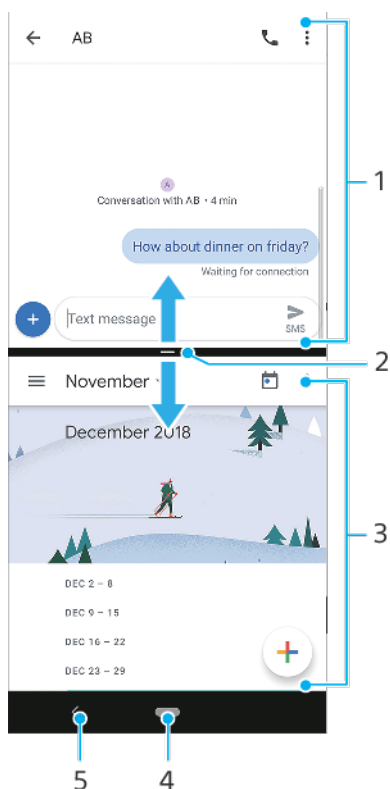 AB
1
A
Conversation with AB • 4 min
How about dinner on friday?
Waiting for connection
Text message
SMS
2
November
December 2018
3
DEC 2 – 8
DEC 9 – 15
DEC 16 – 22
DEC 23 – 29
5
4